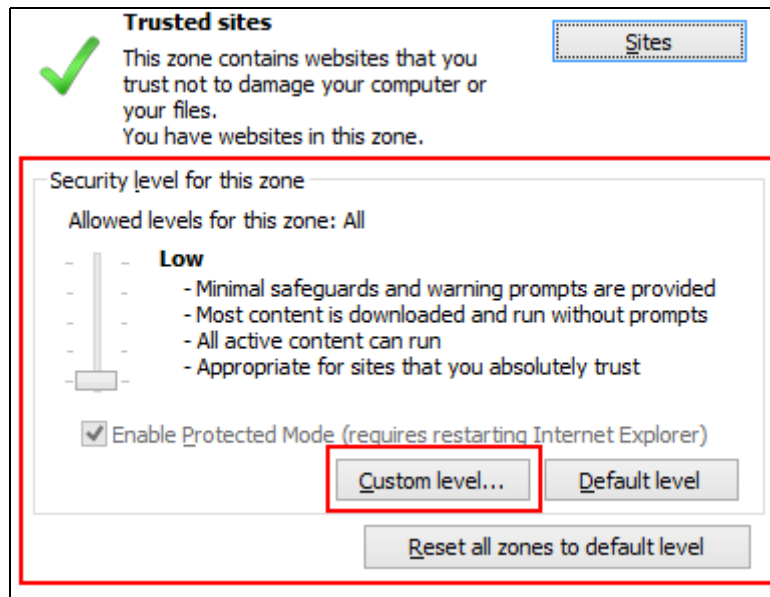 Trusted sites
Sites
This zone contains websites that you
trust not to damage your computer or
your files.
You have websites in this zone.
Security level for this zone
Allowed levels for this zone: All
Low
- Minimal safeguards and warning prompts are provided
- Most content is downloaded and run without prompts
- All active content can run
- Appropriate for sites that you absolutely trust
Enable Protected Mode (requires restarting Internet Explorer)
Custom level... Default level
Reset all zones to default level